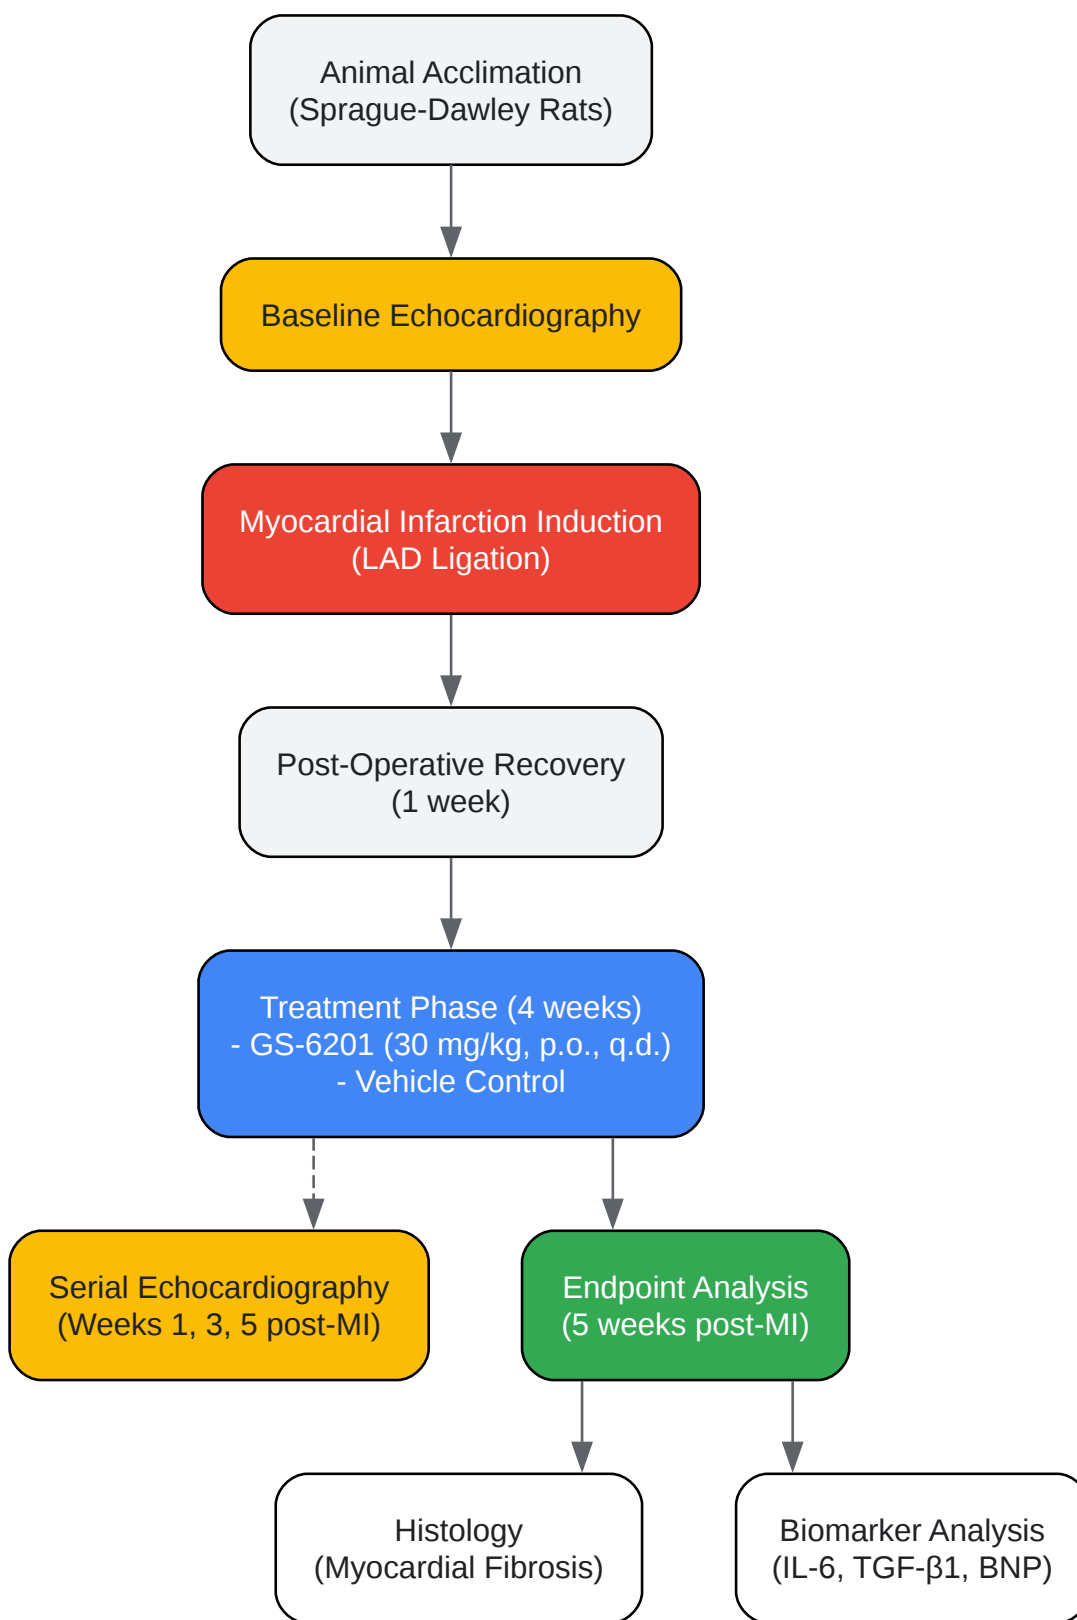 Animal Acclimation
(Sprague-Dawley Rats)
Baseline Echocardiography
Myocardial Infarction Induction
(LAD Ligation)
Post-Operative Recovery
(1 week)
Treatment Phase (4 weeks)
- GS-6201 (30 mg/kg, p.o., q.d.)
- Vehicle Control
Serial Echocardiography
(Weeks 1, 3, 5 post-MI)
Endpoint Analysis
(5 weeks post-MI)
Histology
(Myocardial Fibrosis)
Biomarker Analysis
(IL-6, TGF-β1, BNP)